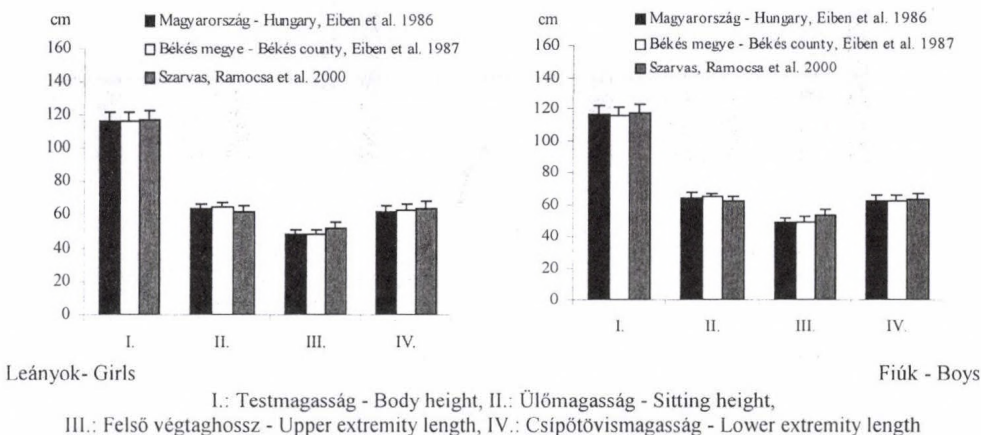 cm
■ Magyarország - Hungary, Eiben et al. 1986
□ Békés megye - Békés county, Eiben et al. 1987
■ Szarvas, Ramocsa et al. 2000
160
140
120
100
80
60
40
20
0
I.
II.
III.
IV.
Leányok- Girls
cm
■ Magyarország - Hungary, Eiben et al. 1986
□ Békés megye - Békés county, Eiben et al. 1987
■ Szarvas, Ramocsa et al. 2000
160
140
120
100
80
60
40
20
0
I.
II.
III.
IV.
Fiúk - Boys
I.: Testmagasság - Body height, II.: Ülőmagasság - Sitting height,
III.: Felső végtaghossz - Upper extremity length, IV.: Csípőtövismagasság - Lower extremity length